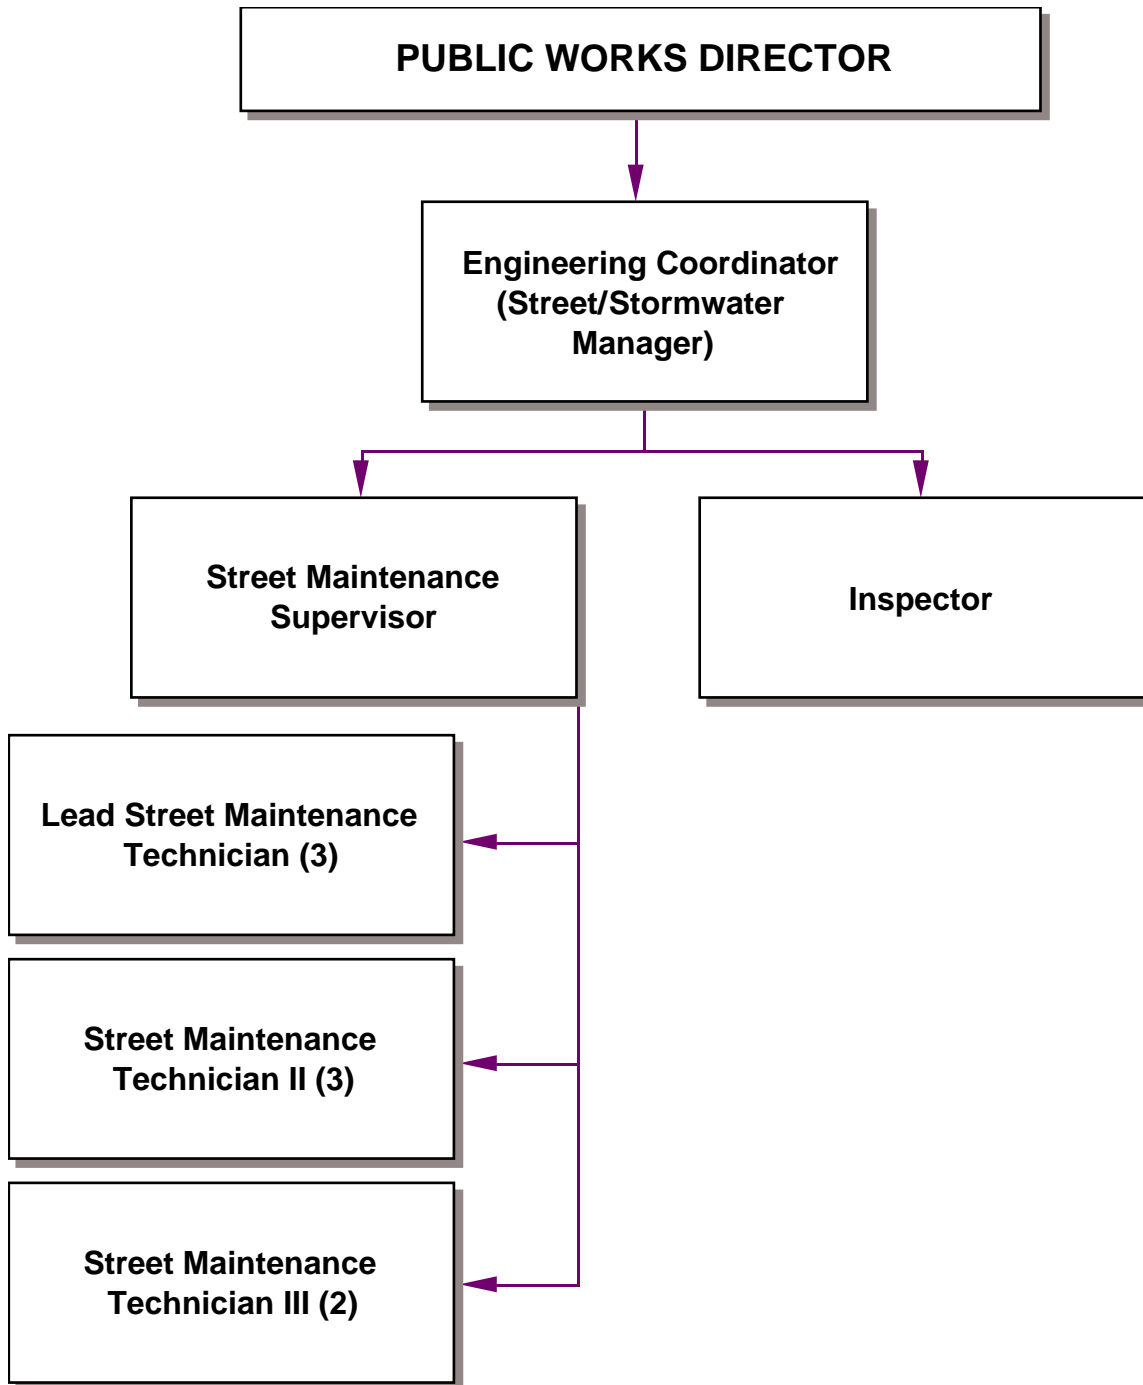 PUBLIC WORKS DIRECTOR
Engineering Coordinator
(Street/Stormwater
Manager)
Street Maintenance
Supervisor
Inspector
Lead Street Maintenance
Technician (3)
Street Maintenance
Technician II (3)
Street Maintenance
Technician III (2)